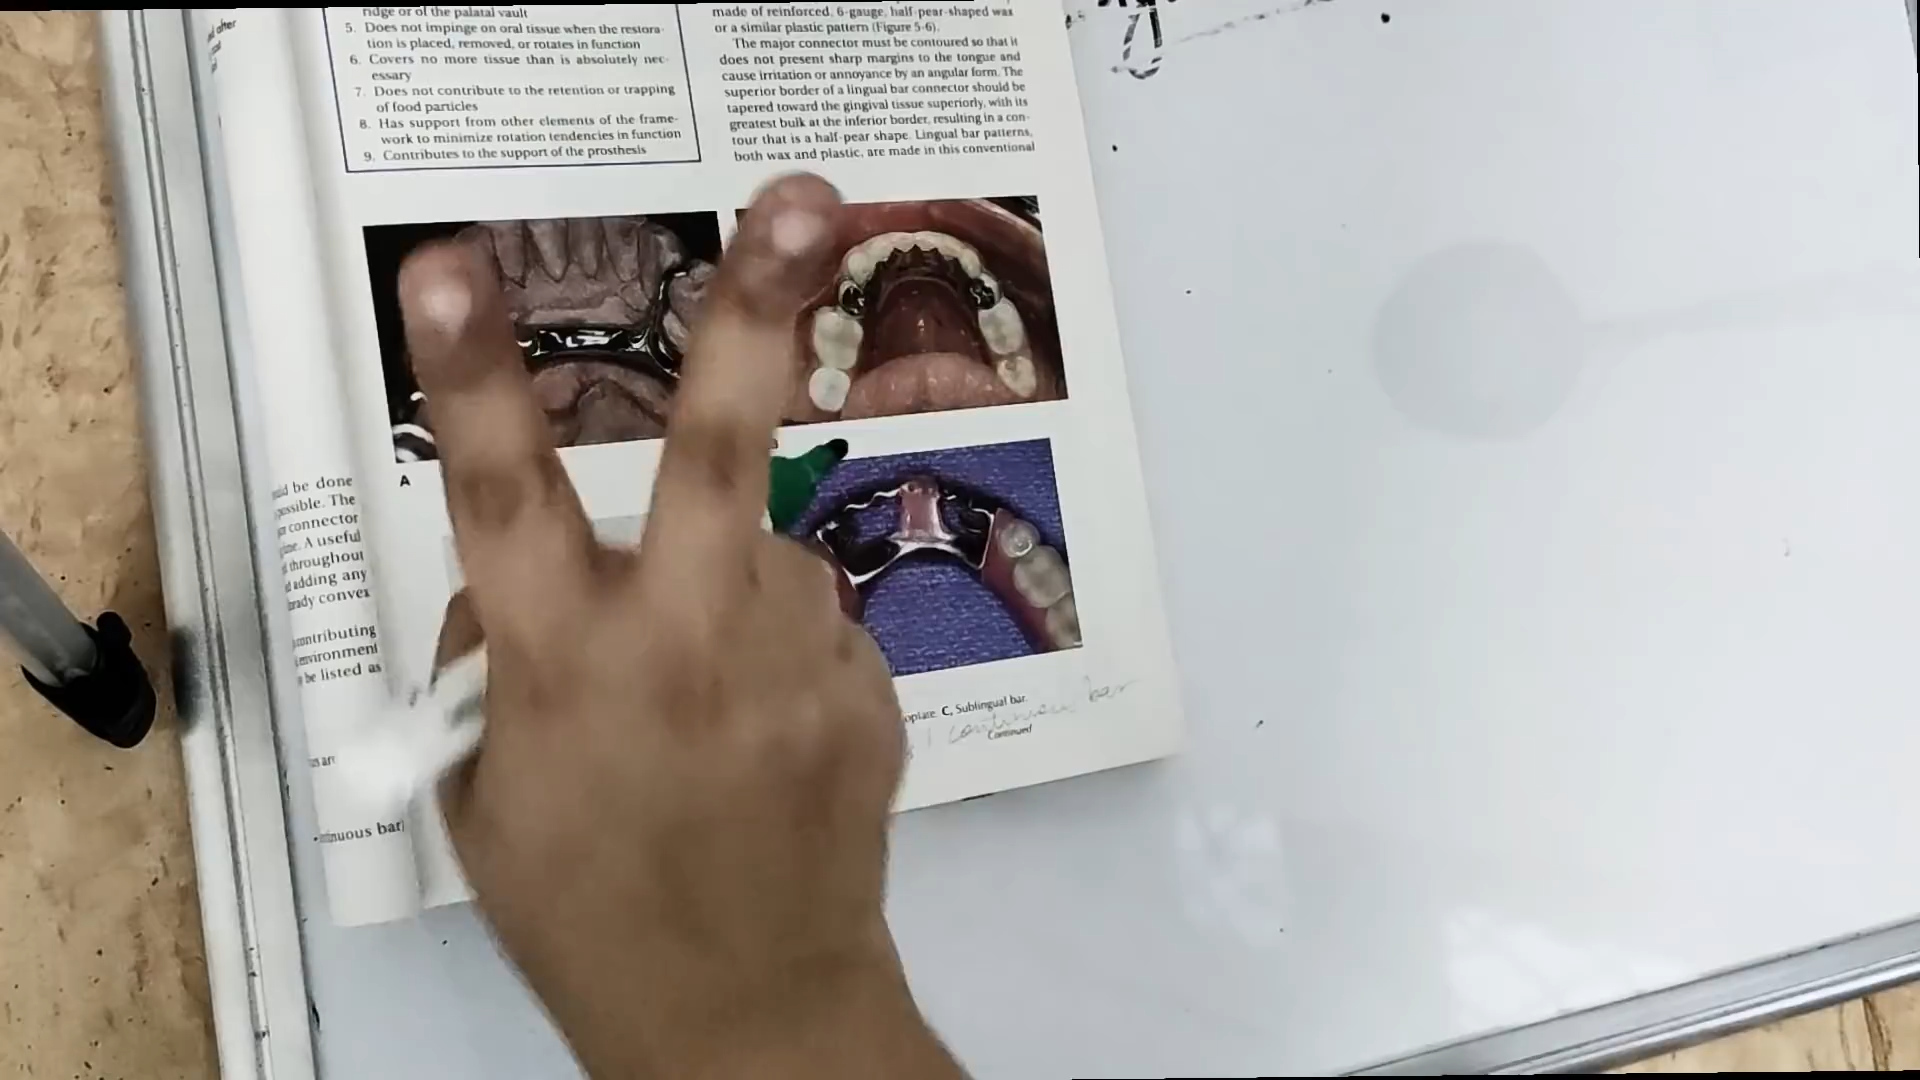 ridge or of the palatal vault
5. Does not impinge on oral tissue when the restora-
tion is placed, removed, or rotates in function
6. Covers no more tissue than is absolutely nec-
essary
7. Does not contribute to the retention or trapping
of food particles
8. Has support from other elements of the frame-
work to minimize rotation tendencies in function
9. Contributes to the support of the prosthesis
made of reinforced, 6-gauge, half-pear-shaped wax
or a similar plastic pattern (Figure 5-6).
The major connector must be contoured so that it
does not present sharp margins to the tongue and
cause irritation or annoyance by an angular form. The
superior border of a lingual bar connector should be
tapered toward the gingival tissue superiorly, with its
greatest bulk at the inferior border, resulting in a con-
tour that is a half-pear shape. Lingual bar patterns,
both wax and plastic, are made in this conventional
after
A
be done
possible. The
connector
A useful
throughout
adding any
convex
contributing
environment
be listed as
bar)
C, Sublingual bar.
continuous bar
Continued